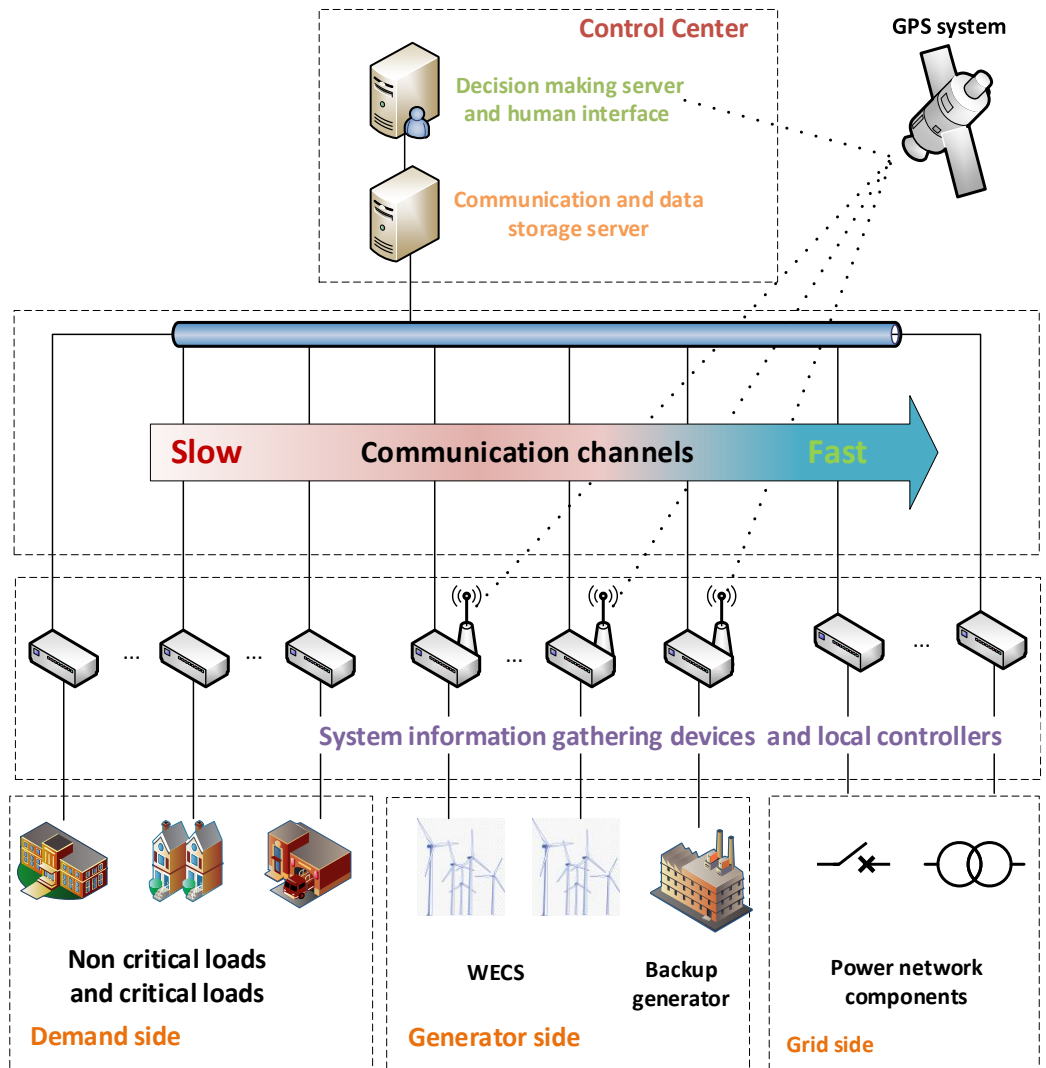 Control Center
GPS system
Decision making server
and human interface
Communication and data
storage server
Slow
Communication channels
Fast
...
...
...
...
System information gathering devices and local controllers
Non critical loads
and critical loads
Demand side
WECS
Backup
generator
Generator side
Power network
components
Grid side